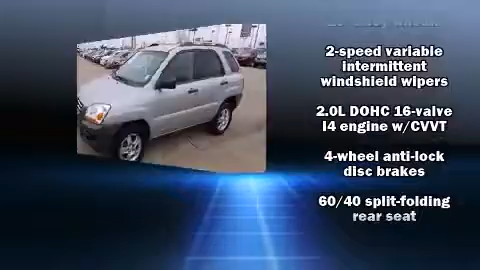 2-speed variable
intermittent
windshield wipers
2.0L DOHC 16-valve
I4 engine w/CVVT
4-wheel anti-lock
disc brakes
60/40 split-folding
rear seat